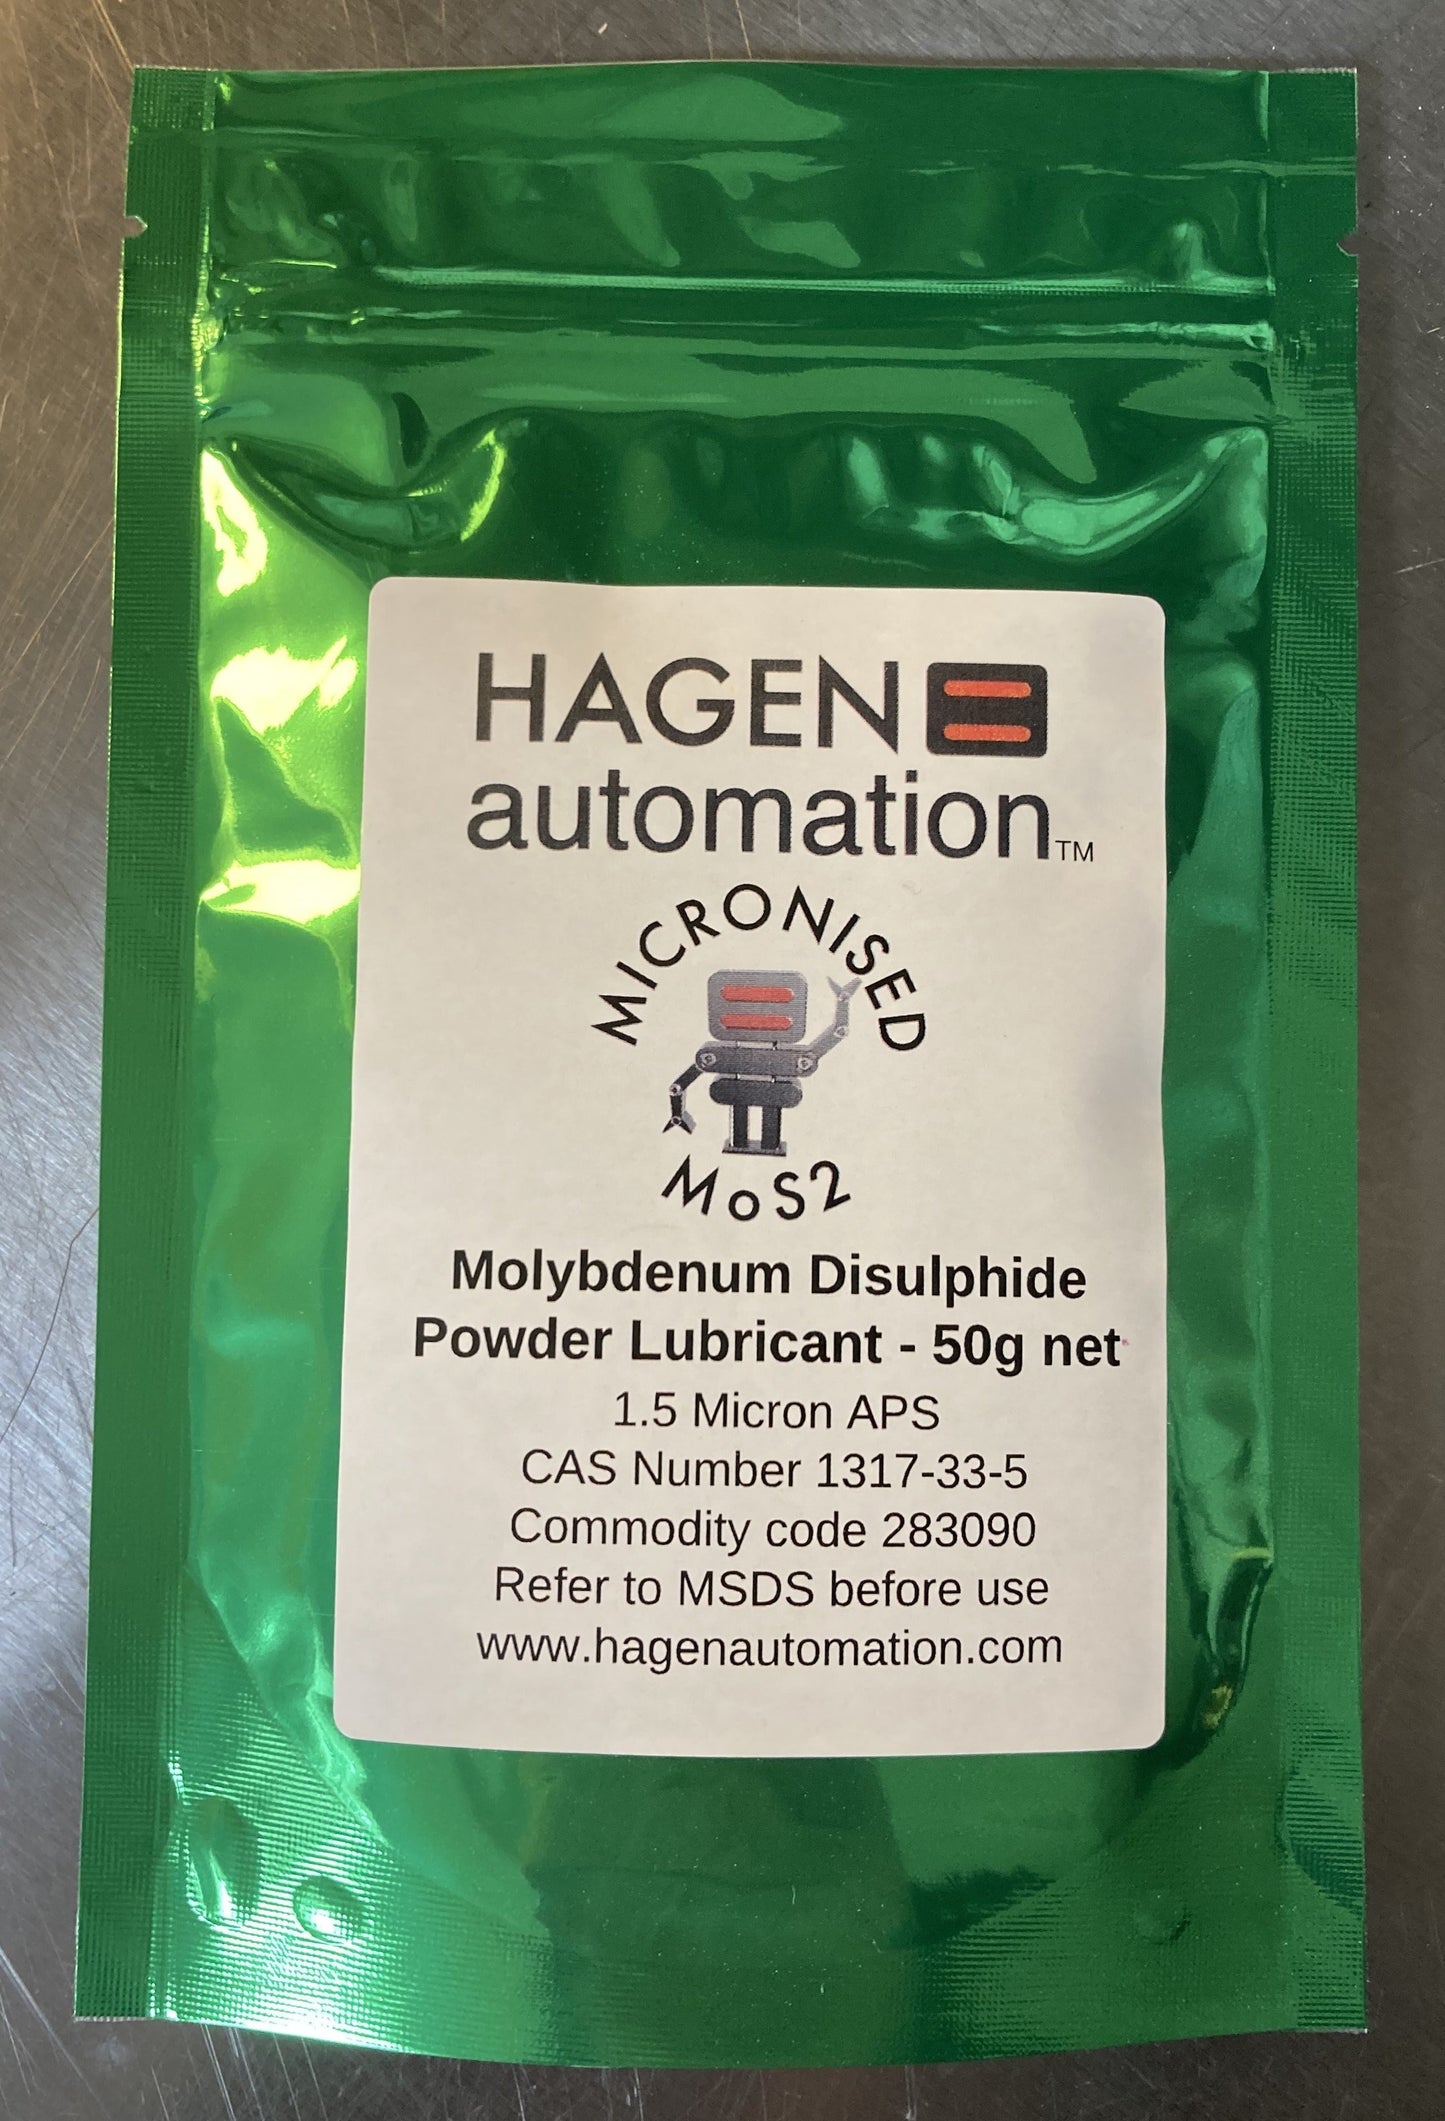 HAGEN
automation™
MICRONISED
MoS2
Molybdenum Disulphide
Powder Lubricant - 50g net
1.5 Micron APS
CAS Number 1317-33-5
Commodity code 283090
Refer to MSDS before use
www.hagenautomation.com